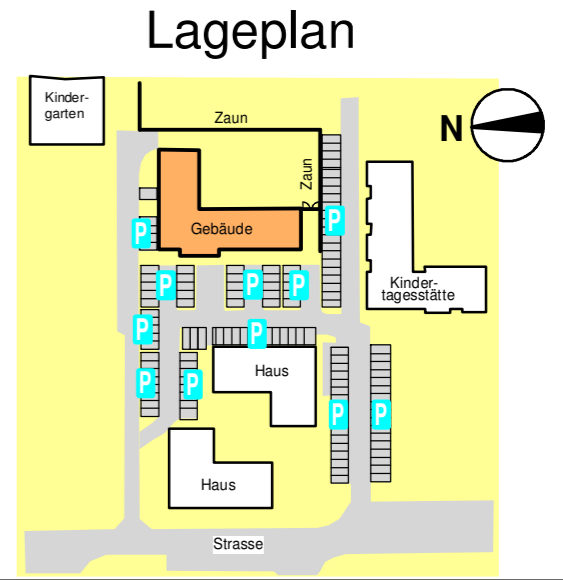 Lageplan
Kinder-
garten
Zaun
N
Zaun
P
P
Gebäude
P
P
P
Kinder-
tagesstätte
P
P
Haus
P
P
P
P
Haus
Strasse